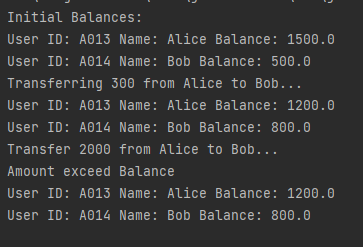 Initial Balances:
User ID: A013 Name: Alice Balance: 1500.0
User ID: A014 Name: Bob Balance: 500.0
Transferring 300 from Alice to Bob...
User ID: A013 Name: Alice Balance: 1200.0
User ID: A014 Name: Bob Balance: 800.0
Transfer 2000 from Alice to Bob...
Amount exceed Balance
User ID: A013 Name: Alice Balance: 1200.0
User ID: A014 Name: Bob Balance: 800.0